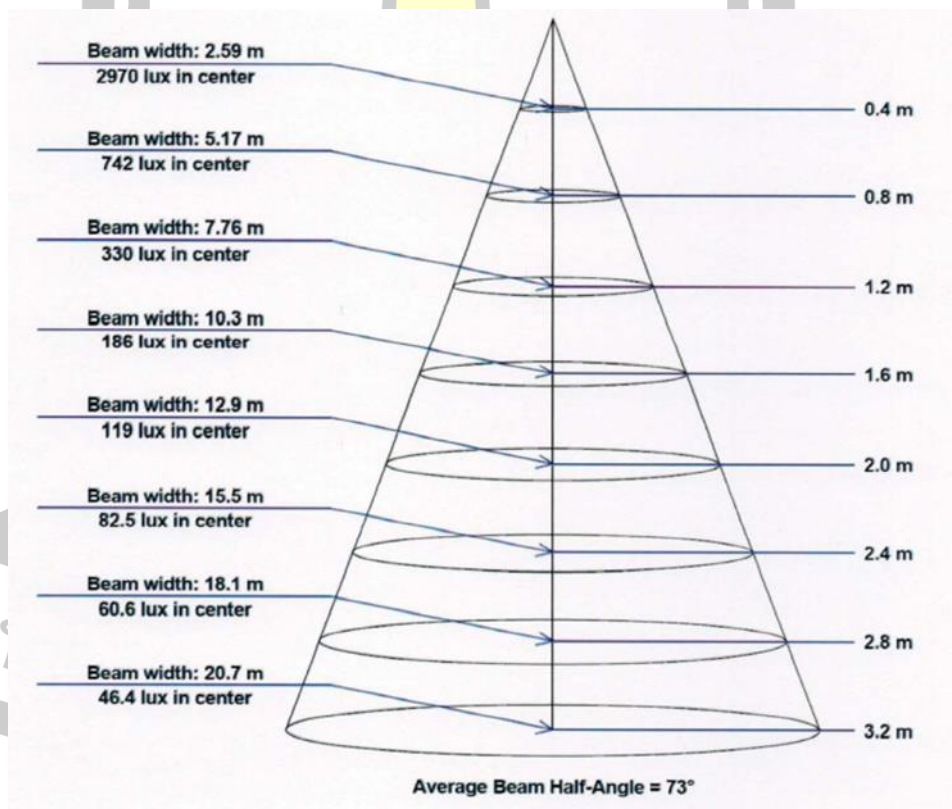 Beam width: 2.59 m
2970 lux in center
0.4 m
Beam width: 5.17 m
742 lux in center
0.8 m
Beam width: 7.76 m
330 lux in center
1.2 m
Beam width: 10.3 m
186 lux in center
1.6 m
Beam width: 12.9 m
119 lux in center
2.0 m
Beam width: 15.5 m
82.5 lux in center
2.4 m
Beam width: 18.1 m
60.6 lux in center
2.8 m
Beam width: 20.7 m
46.4 lux in center
3.2 m
Average Beam Half-Angle = 73°